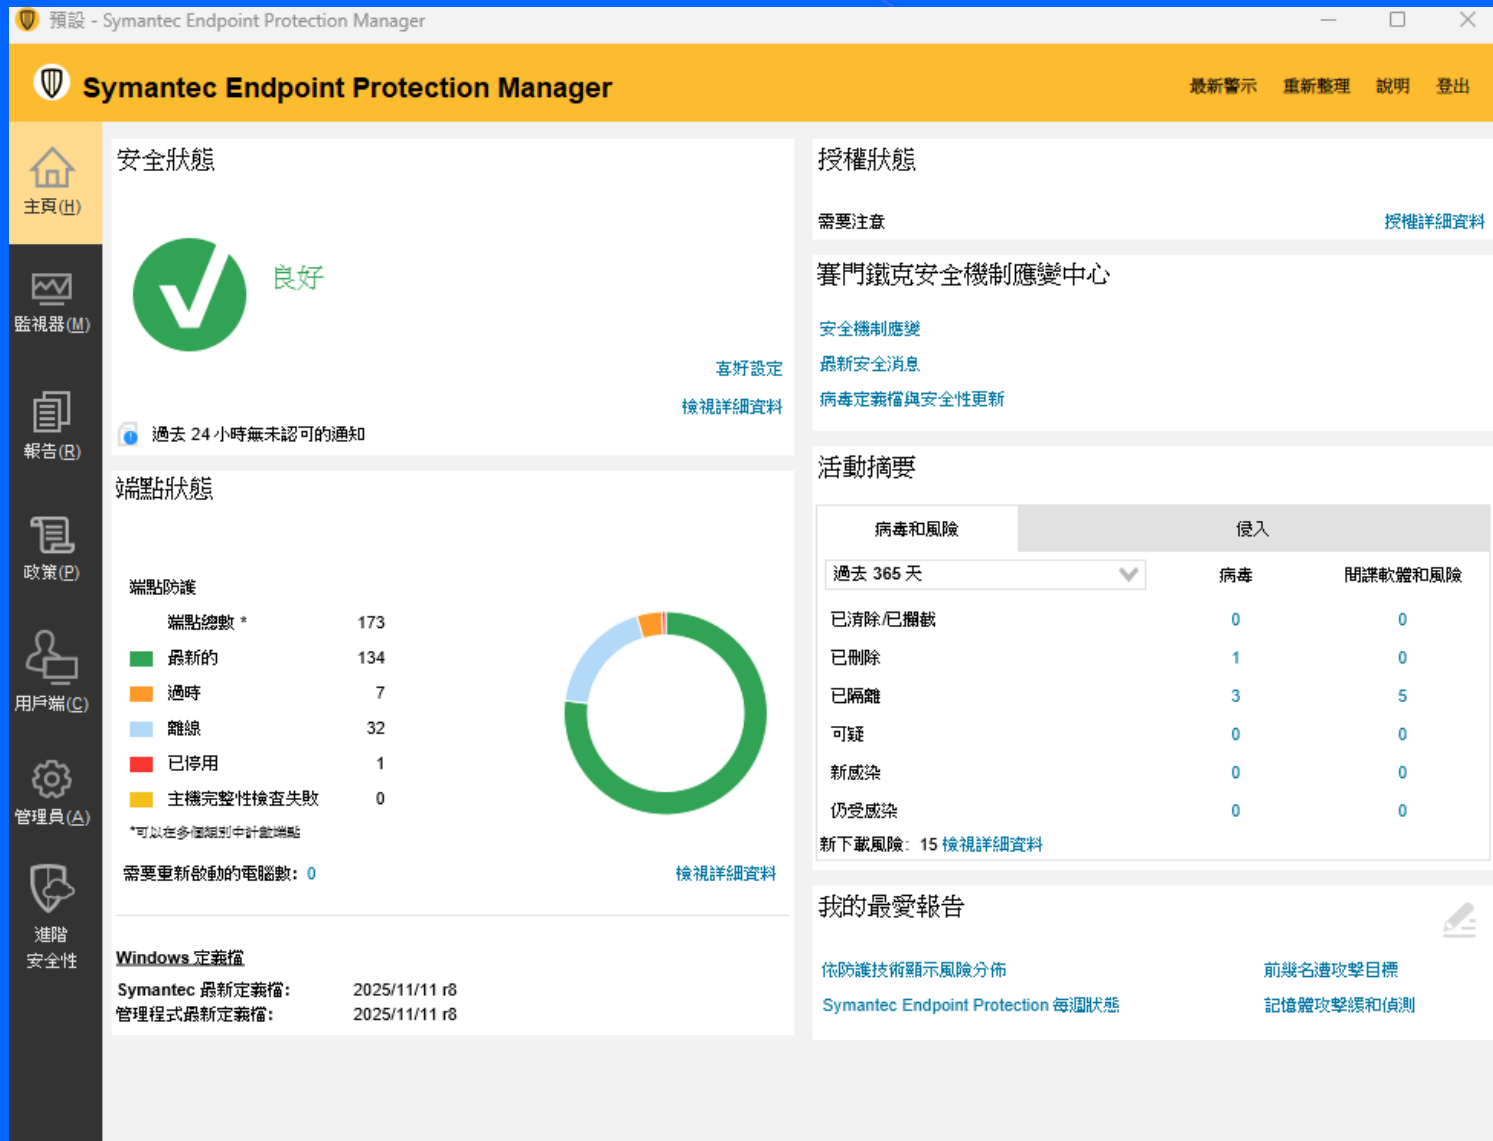 預設 - Symantec Endpoint Protection Manager
Symantec Endpoint Protection Manager
最新警示 重新整理 說明 登出
主頁(H)
監視器(M)
報告(R)
政策(P)
用戶端(C)
管理員(A)
進階
安全性
安全狀態
良好
喜好設定
檢視詳細資料
過去 24 小時無未認可的通知
端點狀態
端點防護
端點總數 * 173
最新的 134
過時 7
離線 32
已停用 1
主機完整性檢查失敗 0
*可以在多個類別中計數端點
需要重新啟動的電腦數: 0 檢視詳細資料
Windows 定義檔
Symantec 最新定義檔: 2025/11/11 r8
管理程式最新定義檔: 2025/11/11 r8
授權狀態
需要注意 授權詳細資料
賽門鐵克安全機制應變中心
安全機制應變
最新安全消息
病毒定義檔與安全性更新
活動摘要
病毒和風險 侵入
過去 365 天 病毒 間諜軟體和風險
已清除/已攔截 0 0
已刪除 1 0
已隔離 3 5
可疑 0 0
新感染 0 0
仍受感染 0 0
新下載風險: 15 檢視詳細資料
我的最愛報告
依防護技術顯示風險分佈 前幾名遭攻擊目標
Symantec Endpoint Protection 每週狀態 記憶體攻擊緩和偵測